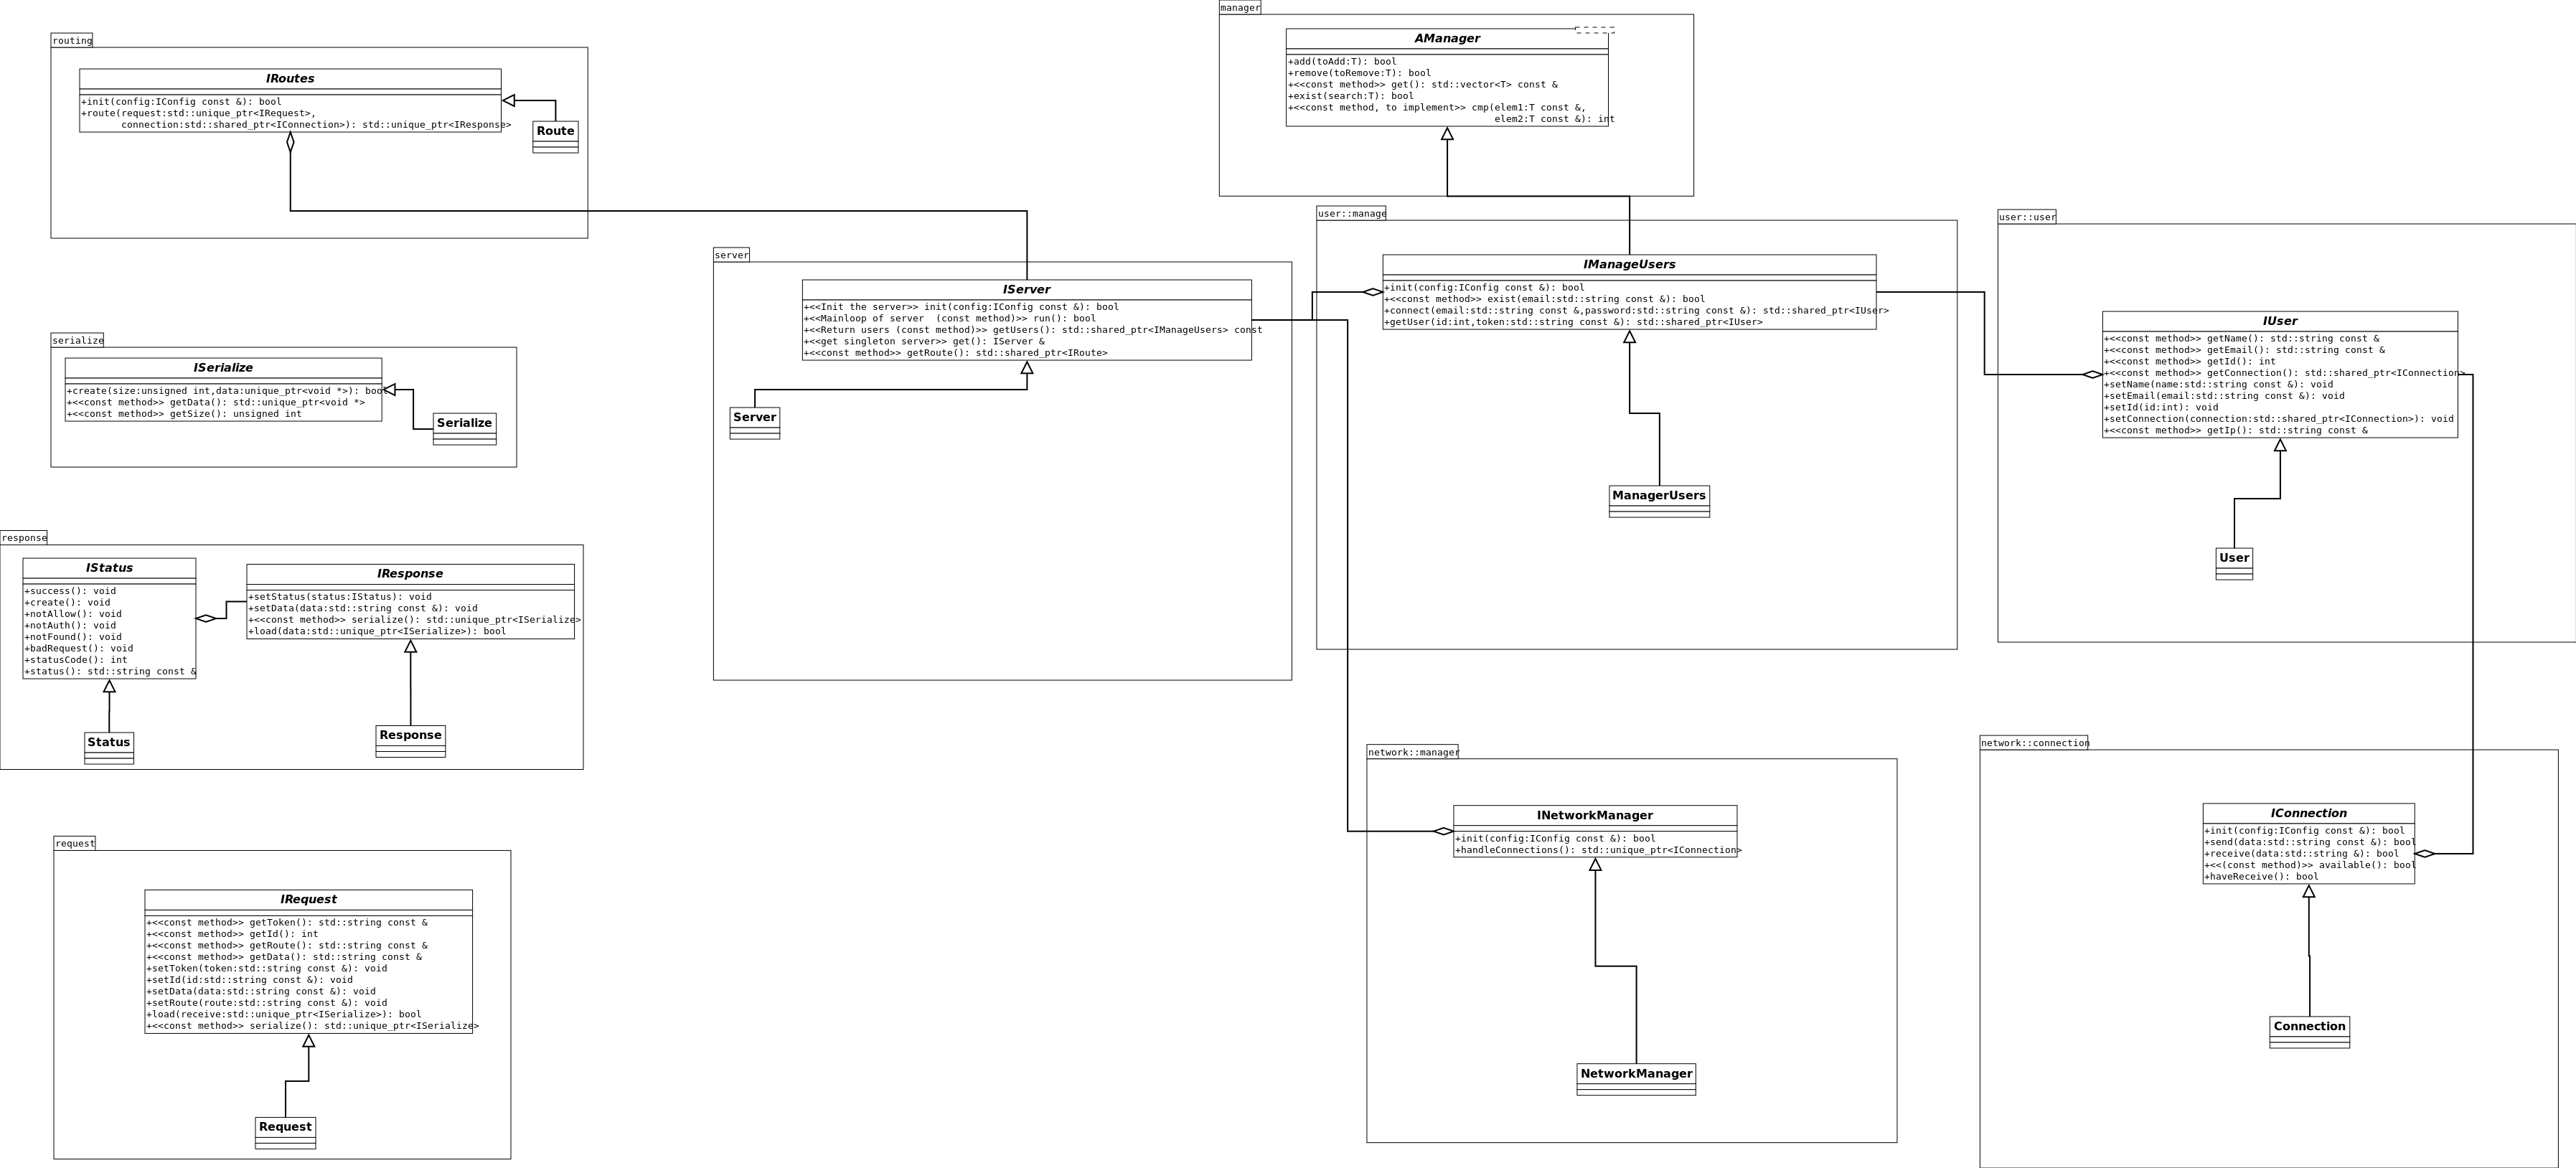 routing
IRoutes
+init(config:IConfig const &): bool
+route(request:std::unique_ptr<IRequest>,
connection:std::shared_ptr<IConnection>): std::unique_ptr<IResponse>
Route
serialize
ISerialize
+create(size:unsigned int,data:unique_ptr<void *>): bool
+<<const method>> getData(): std::unique_ptr<void *>
+<<const method>> getSize(): unsigned int
Serialize
response
IStatus
+success(): void
+create(): void
+notAllow(): void
+notAuth(): void
+notFound(): void
+badRequest(): void
+statusCode(): int
+status(): std::string const &
Status
IResponse
+setStatus(status:IStatus): void
+setData(data:std::string const &): void
+<<const method>> serialize(): std::unique_ptr<ISerialize>
+load(data:std::unique_ptr<ISerialize>): bool
Response
request
IRequest
+<<const method>> getToken(): std::string const &
+<<const method>> getId(): int
+<<const method>> getRoute(): std::string const &
+<<const method>> getData(): std::string const &
+setToken(token:std::string const &): void
+setId(id:std::string const &): void
+setData(data:std::string const &): void
+setRoute(route:std::string const &): void
+load(receive:std::unique_ptr<ISerialize>): bool
+<<const method>> serialize(): std::unique_ptr<ISerialize>
Request
server
IServer
+<<Init the server>> init(config:IConfig const &): bool
+<<Mainloop of server  (const method)>> run(): bool
+<<Return users (const method)>> getUsers(): std::shared_ptr<IManageUsers> const
+<<get singleton server>> get(): IServer &
+<<const method>> getRoute(): std::shared_ptr<IRoute>
Server
manager
AManager
+add(toAdd:T): bool
+remove(toRemove:T): bool
+<<const method>> get(): std::vector<T> const &
+exist(search:T): bool
+<<const method, to implement>> cmp(elem1:T const &,
elem2:T const &): int
user::manage
IManageUsers
+init(config:IConfig const &): bool
+<<const method>> exist(email:std::string const &): bool
+connect(email:std::string const &,password:std::string const &): std::shared_ptr<IUser>
+getUser(id:int,token:std::string const &): std::shared_ptr<IUser>
ManagerUsers
user::user
IUser
+<<const method>> getName(): std::string const &
+<<const method>> getEmail(): std::string const &
+<<const method>> getId(): int
+<<const method>> getConnection(): std::shared_ptr<IConnection>
+setName(name:std::string const &): void
+setEmail(email:std::string const &): void
+setId(id:int): void
+setConnection(connection:std::shared_ptr<IConnection>): void
+<<const method>> getIp(): std::string const &
User
network::manager
INetworkManager
+init(config:IConfig const &): bool
+handleConnections(): std::unique_ptr<IConnection>
NetworkManager
network::connection
IConnection
+init(config:IConfig const &): bool
+send(data:std::string const &): bool
+receive(data:std::string &): bool
+<<(const method)>> available(): bool
+haveReceive(): bool
Connection